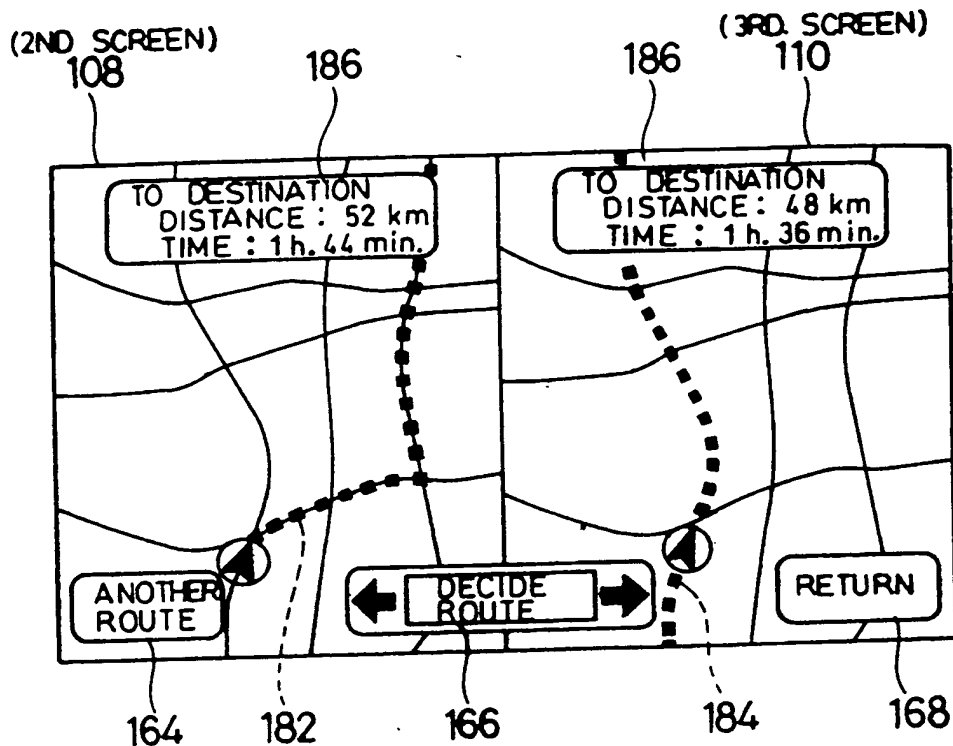 (2ND SCREEN)
108
186
(3RD. SCREEN)
186
110
TO DESTINATION
DISTANCE : 52 km
TIME : 1 h. 44 min.
TO DESTINATION
DISTANCE : 48 km
TIME : 1 h. 36 min.
ANOTHER
ROUTE
DECIDE
ROUTE
RETURN
164
182
166
184
168